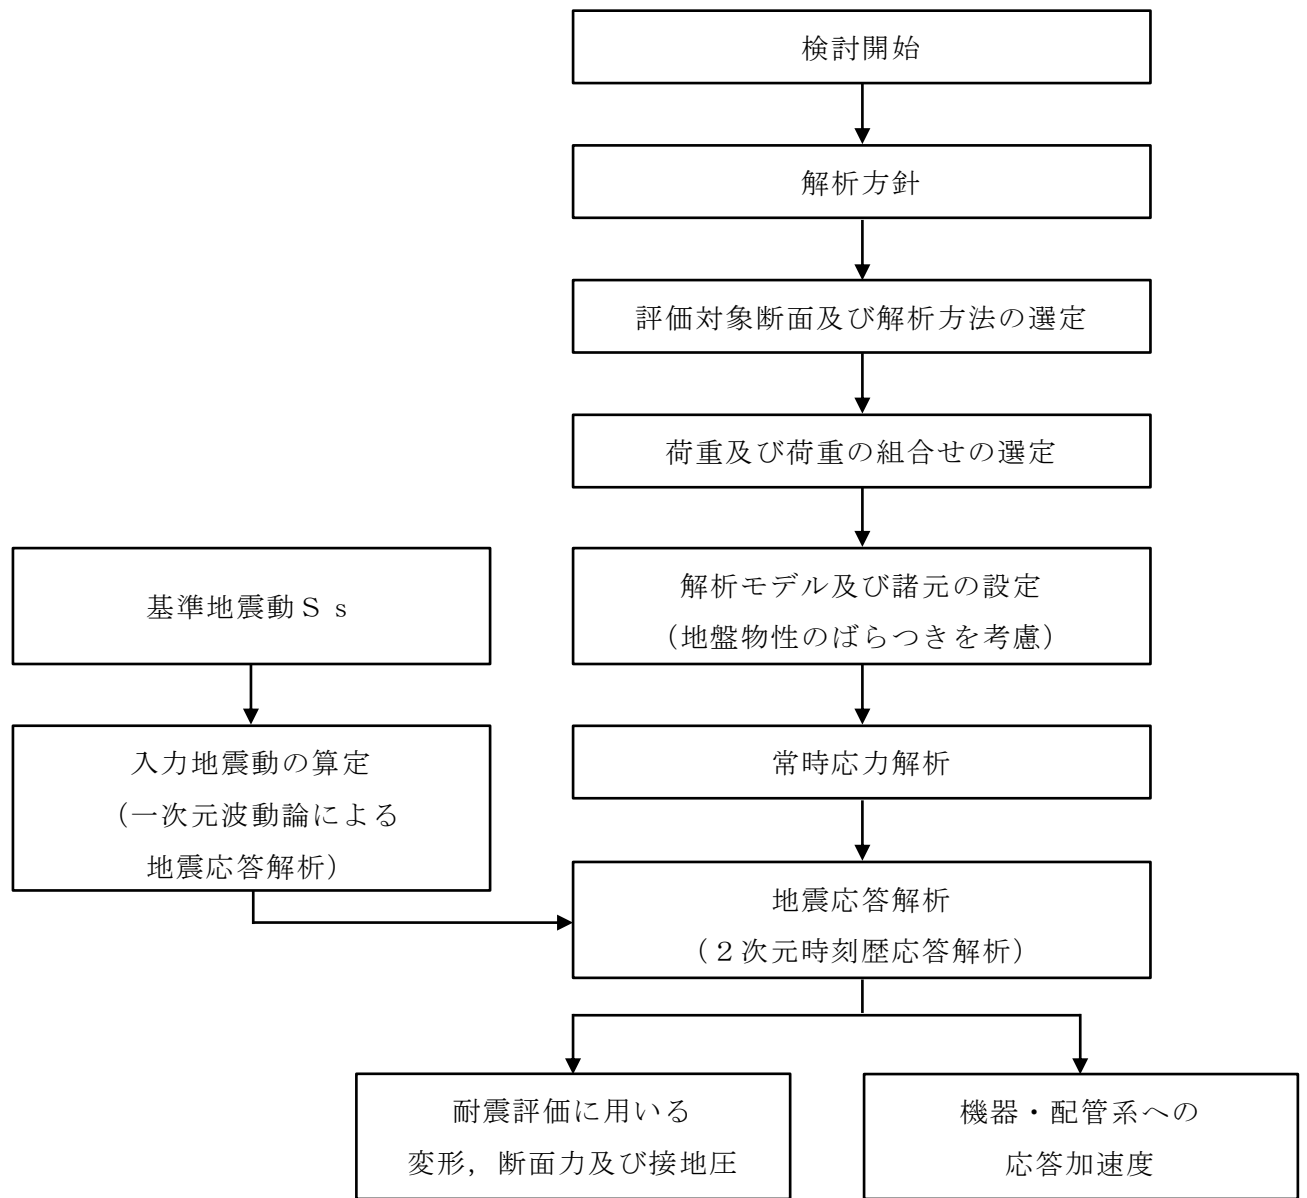 検討開始
解析方針
評価対象断面及び解析方法の選定
荷重及び荷重の組合せの選定
基準地震動Ｓｓ
解析モデル及び諸元の設定
（地盤物性のばらつきを考慮）
入力地震動の算定
（一次元波動論による
地震応答解析）
常時応力解析
地震応答解析
（２次元時刻歴応答解析）
耐震評価に用いる
変形，断面力及び接地圧
機器・配管系への
応答加速度